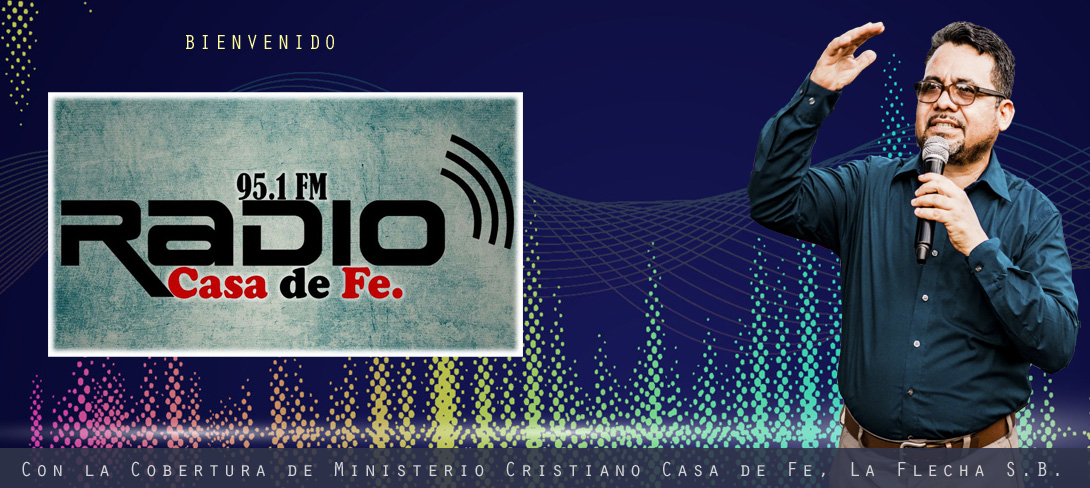 BIENVENIDO
95.1 FM
RADIO
Casa de Fe.
Con la Cobertura de Ministerio Cristiano Casa de Fe, La Flecha S.B.